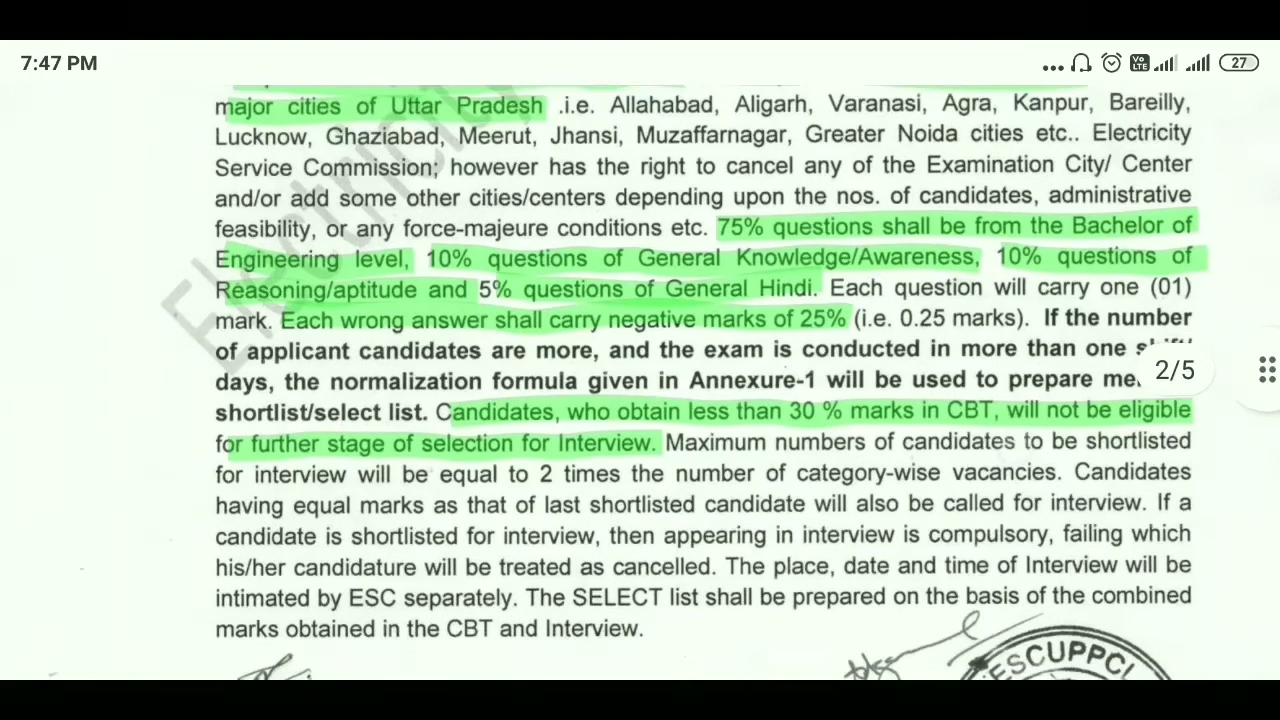 7:47 PM
Vo LTE
27
major cities of Uttar Pradesh .i.e. Allahabad, Aligarh, Varanasi, Agra, Kanpur, Bareilly,
Lucknow, Ghaziabad, Meerut, Jhansi, Muzaffarnagar, Greater Noida cities etc.. Electricity
Service Commission; however has the right to cancel any of the Examination City/ Center
and/or add some other cities/centers depending upon the nos. of candidates, administrative
feasibility, or any force-majeure conditions etc. 75% questions shall be from the Bachelor of
Engineering level, 10% questions of General Knowledge/Awareness, 10% questions of
Reasoning/aptitude and 5% questions of General Hindi. Each question will carry one (01)
mark. Each wrong answer shall carry negative marks of 25% (i.e. 0.25 marks). If the number
of applicant candidates are more, and the exam is conducted in more than one
days, the normalization formula given in Annexure-1 will be used to prepare
2/5
shortlist/select list. Candidates, who obtain less than 30 % marks in CBT, will not be eligible
for further stage of selection for Interview. Maximum numbers of candidates to be shortlisted
for interview will be equal to 2 times the number of category-wise vacancies. Candidates
having equal marks as that of last shortlisted candidate will also be called for interview. If a
candidate is shortlisted for interview, then appearing in interview is compulsory, failing which
his/her candidature will be treated as cancelled. The place, date and time of Interview will be
intimated by ESC separately. The SELECT list shall be prepared on the basis of the combined
marks obtained in the CBT and Interview.
Electricity